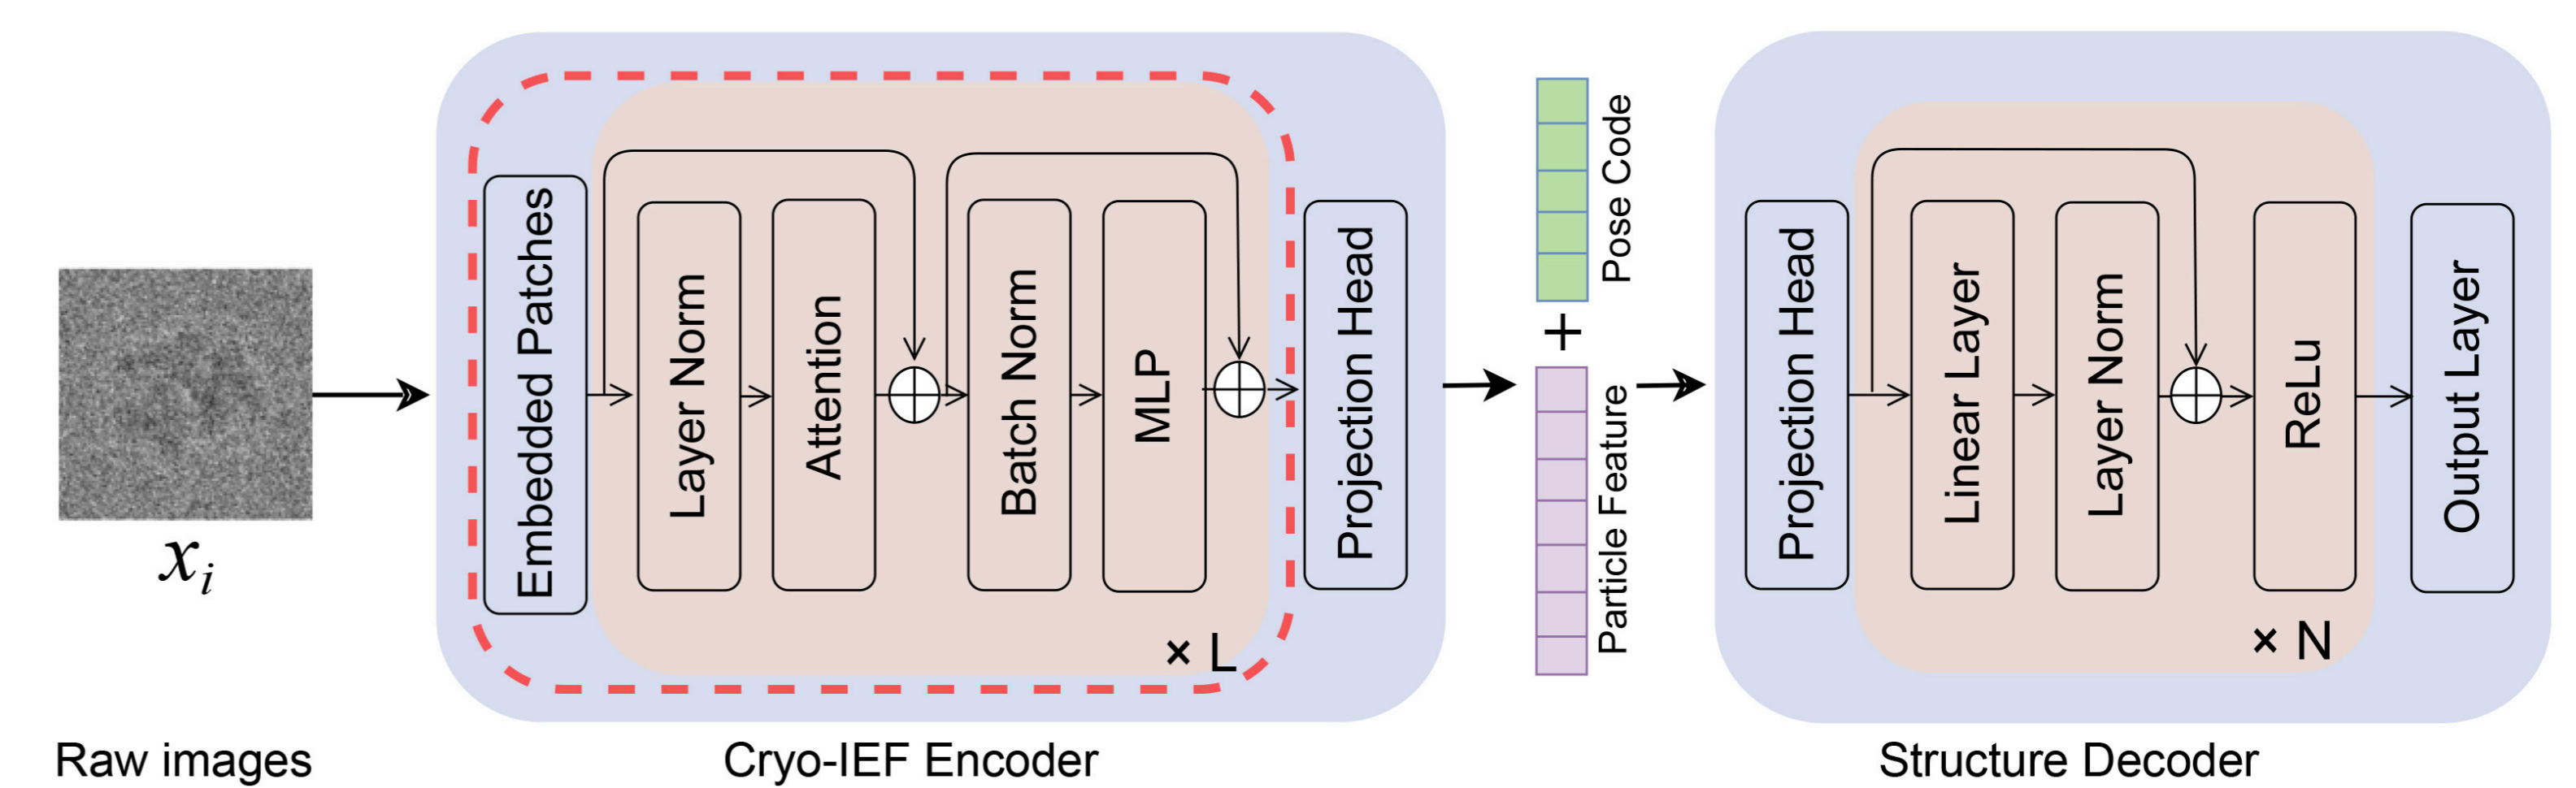 x_i
Raw images
Embedded Patches
Layer Norm
Attention
Batch Norm
MLP
× L
Projection Head
Cryo-IEF Encoder
Pose Code
+
Particle Feature
Projection Head
Linear Layer
Layer Norm
ReLu
× N
Output Layer
Structure Decoder